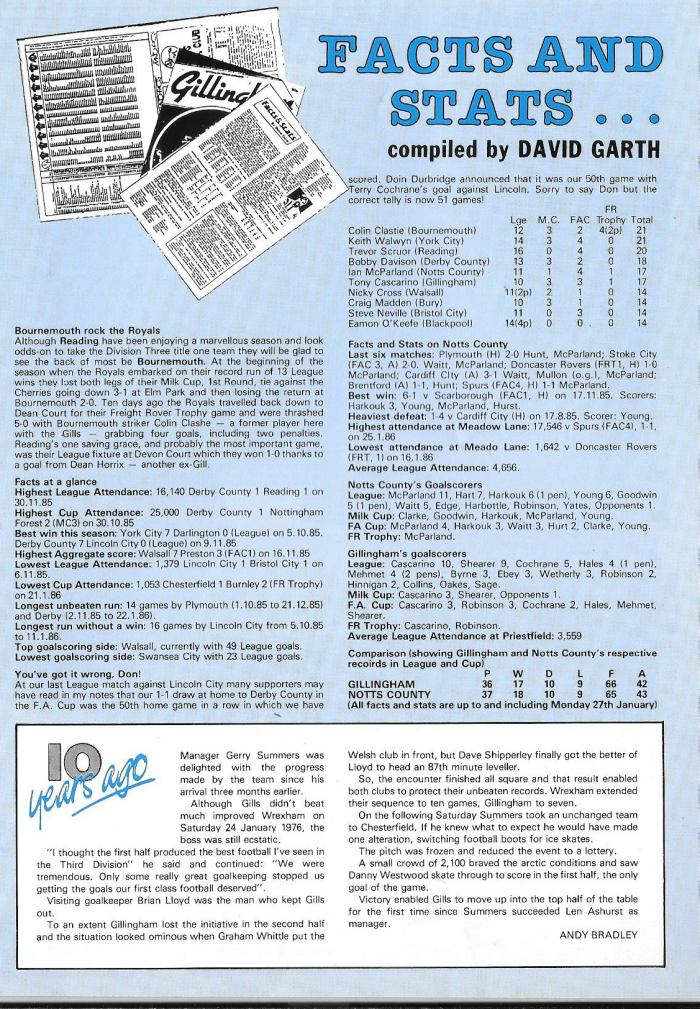 Gilling
FACTS & STATS
FACTS AND
STATS ...
compiled by DAVID GARTH
Bournemouth rock the Royals
Although Reading have been enjoying a marvellous season and look
odds-on to take the Division Three title one team they will be glad to
see the back of most be Bournemouth. At the beginning of the
season when the Royals embarked on their record run of 13 League
wins they lust both legs of their Milk Cup, 1st Round, tie against the
Cherries going down 3-1 at Elm Park and then losing the return at
Bournemouth 2-0. Ten days ago the Royals travelled back down to
Dean Court for their Freight Rover Trophy game and were thrashed
5-0 with Bournemouth striker Colin Clashe — a former player here
with the Gills — grabbing four goals, including two penalties.
Reading's one saving grace, and probably the most important game,
was their League fixture at Devon Court which they won 1-0 thanks to
a goal from Dean Horrix — another ex-Gill.
Facts at a glance
Highest League Attendance: 16,140 Derby County 1 Reading 1 on
30.11.85
Highest Cup Attendance: 25,000 Derby County 1 Nottingham
Forest 2 (MC3) on 30.10.85
Best win this season: York City 7 Darlington 0 (League) on 5.10.85.
Derby County 7 Lincoln City 0 (League) on 9.11.85
Highest Aggregate score: Walsall 7 Preston 3 (FAC1) on 16.11.85
Lowest League Attendance: 1,379 Lincoln City 1 Bristol City 1 on
6.11.85.
Lowest Cup Attendance: 1,053 Chesterfield 1 Burnley 2 (FR Trophy)
on 21.1.86
Longest unbeaten run: 14 games by Plymouth (1.10.85 to 21.12.85)
and Derby (2.11.85 to 22.1.86).
Longest run without a win: 16 games by Lincoln City from 5.10.85
to 11.1.86.
Top goalscoring side: Walsall, currently with 49 League goals.
Lowest goalscoring side: Swansea City with 23 League goals.
You've got it wrong, Don!
At our last League match against Lincoln City many supporters may
have read in my notes that our 1-1 draw at home to Derby County in
the F.A. Cup was the 50th home game in a row in which we have
scored. Doin Durbridge announced that it was our 50th game with
Terry Cochrane's goal against Lincoln. Sorry to say Don but the
correct tally is now 51 games!
FR
Lge M.C. FAC Trophy Total
Colin Clastie (Bournemouth) 12 3 2 4(2p) 21
Keith Walwyn (York City) 14 3 4 0 21
Trevor Scruor (Reading) 16 0 4 0 20
Bobby Davison (Derby County) 13 3 2 0 18
Ian McParland (Notts County) 11 1 4 1 17
Tony Cascarino (Gillingham) 10 3 3 1 17
Nicky Cross (Walsall) 11(2p) 2 1 0 14
Craig Madden (Bury) 10 3 1 0 14
Steve Neville (Bristol City) 11 0 3 0 14
Eamon O'Keefe (Blackpool) 14(4p) 0 0 0 14
Facts and Stats on Notts County
Last six matches: Plymouth (H) 2-0 Hunt, McParland; Stoke City
(FAC 3, A) 2-0. Waitt, McParland; Doncaster Rovers (FRT1, H) 1-0
McParland; Cardiff CIty (A) 3-1 Waitt, Mullon (o.g.), McParland;
Brentford (A) 1-1, Hunt; Spurs (FAC4, H) 1-1 McParland.
Best win: 6-1 v Scarborough (FAC1, H) on 17.11.85. Scorers:
Harkouk 3, Young, McParland, Hurst.
Heaviest defeat: 1-4 v Cardiff City (H) on 17.8.85. Scorer: Young.
Highest attendance at Meadow Lane: 17,546 v Spurs (FAC4), 1-1,
on 25.1.86
Lowest attendance at Meado Lane: 1,642 v Doncaster Rovers
(FRT, 1) on 16.1.86
Average League Attendance: 4,656.
Notts County's Goalscorers
League: McParland 11, Hart 7, Harkouk 6 (1 pen), Young 6, Goodwin
5 (1 pen), Waitt 5, Edge, Harbottle, Robinson, Yates, Opponents 1.
Milk Cup: Clarke, Goodwin, Harkouk, McParland, Young.
FA Cup: McParland 4, Harkouk 3, Waitt 3, Hurt 2, Clarke, Young.
FR Trophy: McParland.
Gillingham's goalscorers
League: Cascarino 10, Shearer 9, Cochrane 5, Hales 4 (1 pen),
Mehmet 4 (2 pens), Byrne 3, Ebey 3, Wetherly 3, Robinson 2,
Hinnigan 2, Collins, Oakes, Sage.
Milk Cup: Cascarino 3, Shearer, Opponents 1.
F.A. Cup: Cascarino 3, Robinson 3, Cochrane 2, Hales, Mehmet,
Shearer.
FR Trophy: Cascarino, Robinson.
Average League Attendance at Priestfield: 3,559
Comparison (showing Gillingham and Notts County's respective
recoirds in League and Cup)
P W D L F A
GILLINGHAM 36 17 10 9 66 42
NOTTS COUNTY 37 18 10 9 65 43
(All facts and stats are up to and including Monday 27th January)
10
years ago
Manager Gerry Summers was
delighted with the progress
made by the team since his
arrival three months earlier.
Although Gills didn't beat
much improved Wrexham on
Saturday 24 January 1976, the
boss was still ecstatic.
"I thought the first half produced the best football I've seen in
the Third Division" he said and continued: "We were
tremendous. Only some really great goalkeeping stopped us
getting the goals our first class football deserved".
Visiting goalkeeper Brian Lloyd was the man who kept Gills
out.
To an extent Gillingham lost the initiative in the second half
and the situation looked ominous when Graham Whittle put the
Welsh club in front, but Dave Shipperley finally got the better of
Lloyd to head an 87th minute leveller.
So, the encounter finished all square and that result enabled
both clubs to protect their unbeaten records. Wrexham extended
their sequence to ten games, Gillingham to seven.
On the following Saturday Summers took an unchanged team
to Chesterfield. If he knew what to expect he would have made
one alteration, switching football boots for ice skates.
The pitch was frozen and reduced the event to a lottery.
A small crowd of 2,100 braved the arctic conditions and saw
Danny Westwood skate through to score in the first half, the only
goal of the game.
Victory enabled Gills to move up into the top half of the table
for the first time since Summers succeeded Len Ashurst as
manager.
ANDY BRADLEY